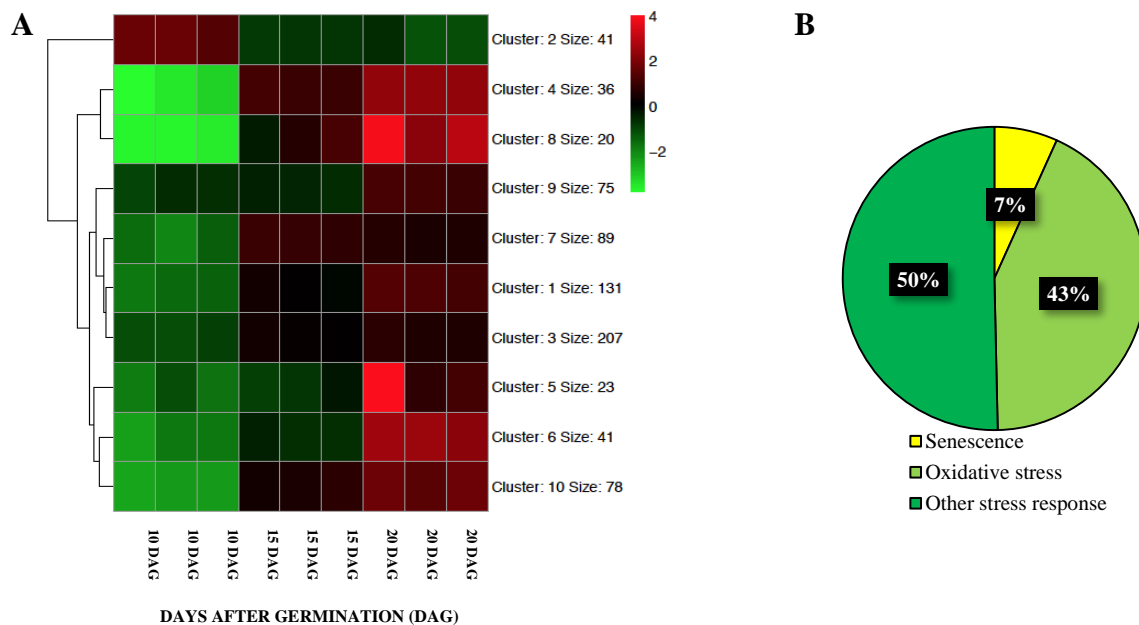 A
B
4
2
0
−2
Cluster: 2 Size: 41
Cluster: 4 Size: 36
Cluster: 8 Size: 20
Cluster: 9 Size: 75
Cluster: 7 Size: 89
Cluster: 1 Size: 131
Cluster: 3 Size: 207
Cluster: 5 Size: 23
Cluster: 6 Size: 41
Cluster: 10 Size: 78
10 DAG
10 DAG
10 DAG
15 DAG
15 DAG
15 DAG
20 DAG
20 DAG
20 DAG
DAYS AFTER GERMINATION (DAG)
7%
50%
43%
Senescence
Oxidative stress
Other stress response